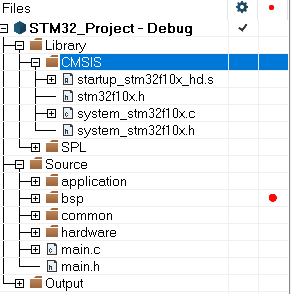 Files
STM32_Project - Debug
Library
CMSIS
startup_stm32f10x_hd.s
stm32f10x.h
system_stm32f10x.c
system_stm32f10x.h
SPL
Source
application
bsp
common
hardware
main.c
main.h
Output